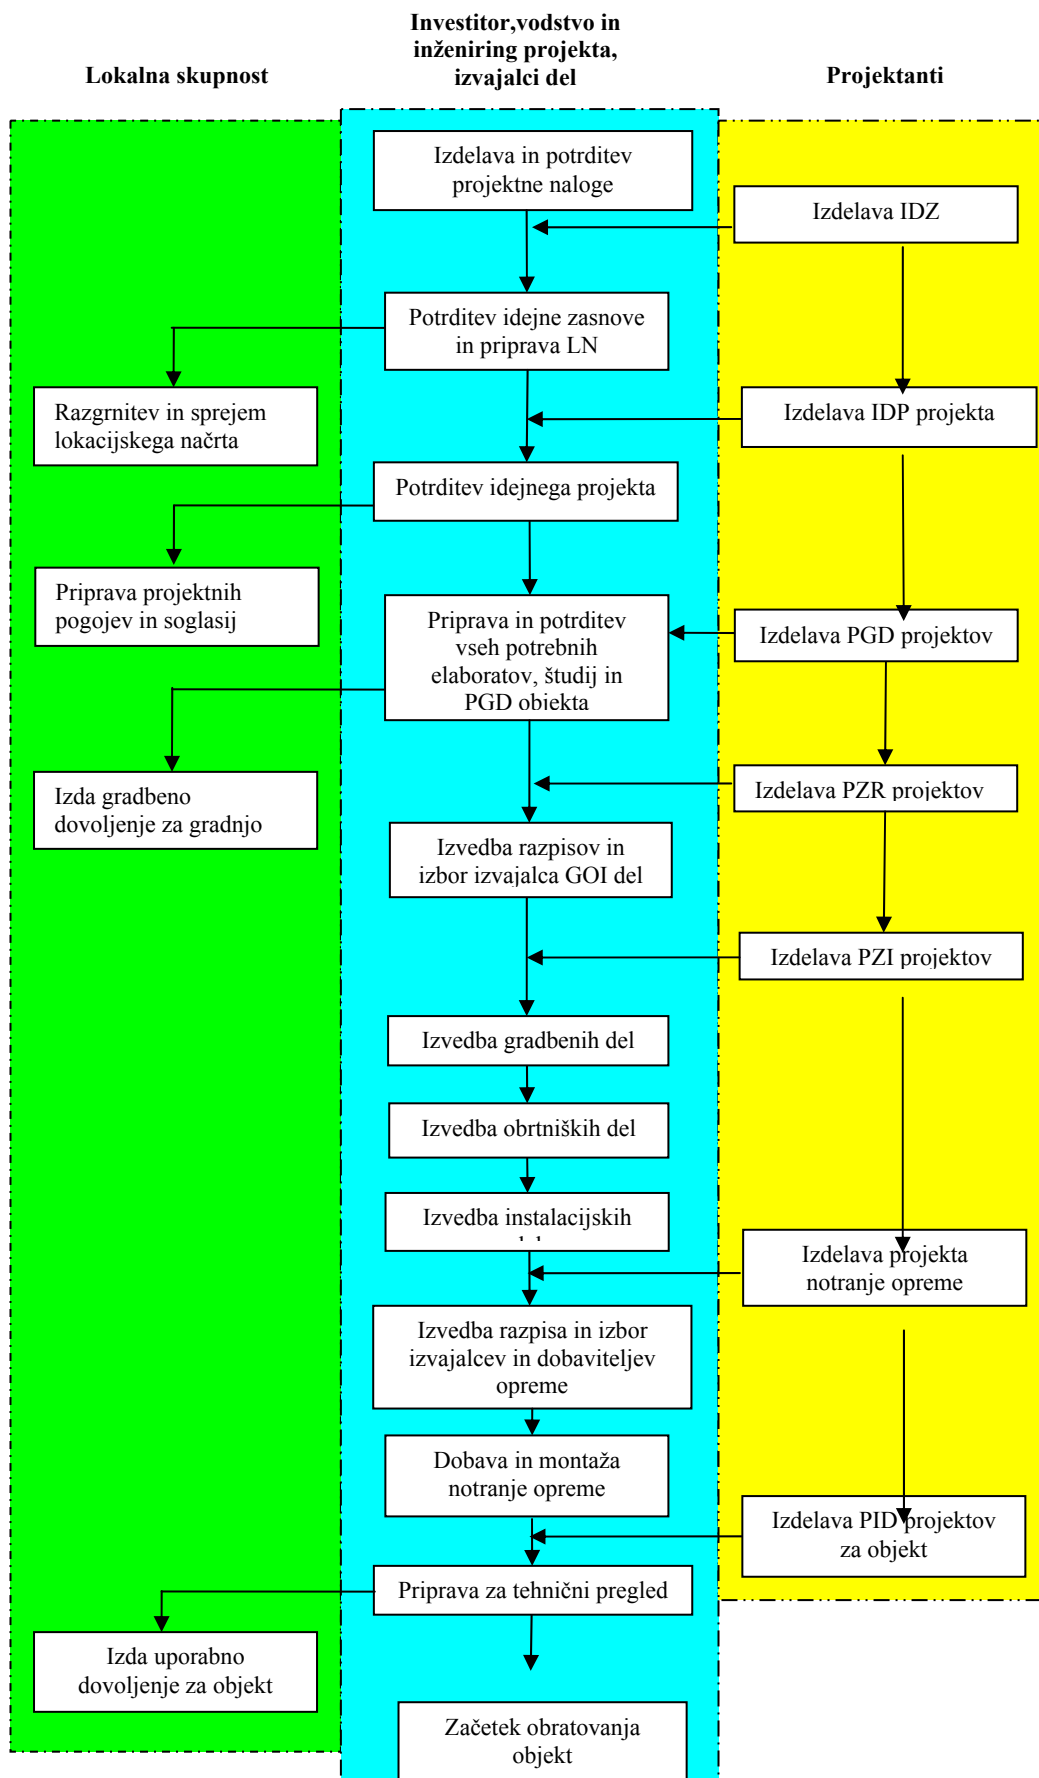 Lokalna skupnost
Investitor,vodstvo in
inženiring projekta,
izvajalci del
Projektanti
Izdelava in potrditev
projektne naloge
Izdelava IDZ
Potrditev idejne zasnove
in priprava LN
Razgrnitev in sprejem
lokacijskega načrta
Izdelava IDP projekta
Potrditev idejnega projekta
Priprava projektnih
pogojev in soglasij
Priprava in potrditev
vseh potrebnih
elaboratov, študij in
PGD objekta
Izdelava PGD projektov
Izda gradbeno
dovoljenje za gradnjo
Izdelava PZR projektov
Izvedba razpisov in
izbor izvajalca GOI del
Izdelava PZI projektov
Izvedba gradbenih del
Izvedba obrtniških del
Izvedba instalacijskih
Izdelava projekta
notranje opreme
Izvedba razpisa in izbor
izvajalcev in dobaviteljev
opreme
Dobava in montaža
notranje opreme
Izdelava PID projektov
za objekt
Priprava za tehnični pregled
Izda uporabno
dovoljenje za objekt
Začetek obratovanja
objekt